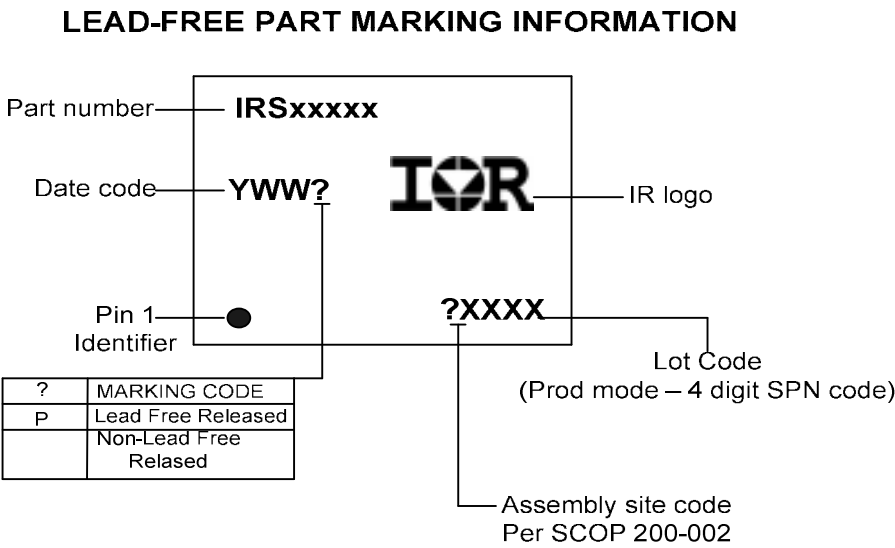 LEAD-FREE PART MARKING INFORMATION
Part number
IRSxxxxx
Date code
YWW?
IOR
IR logo
Pin 1
Identifier
?XXXX
Lot Code
(Prod mode – 4 digit SPN code)
? MARKING CODE
P Lead Free Released
Non-Lead Free
Relased
Assembly site code
Per SCOP 200-002